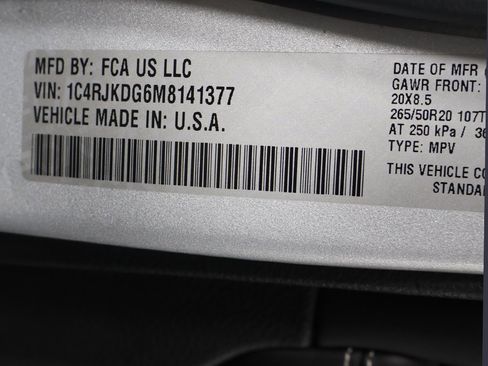 MFD BY: FCA US LLC
VIN: 1C4RJKDG6M8141377
VEHICLE MADE IN: U.S.A.
DATE OF MFR
GAWR FRONT:
20X8.5
265/50R20 107T
AT 250 kPa /
TYPE: MPV
THIS VEHICLE